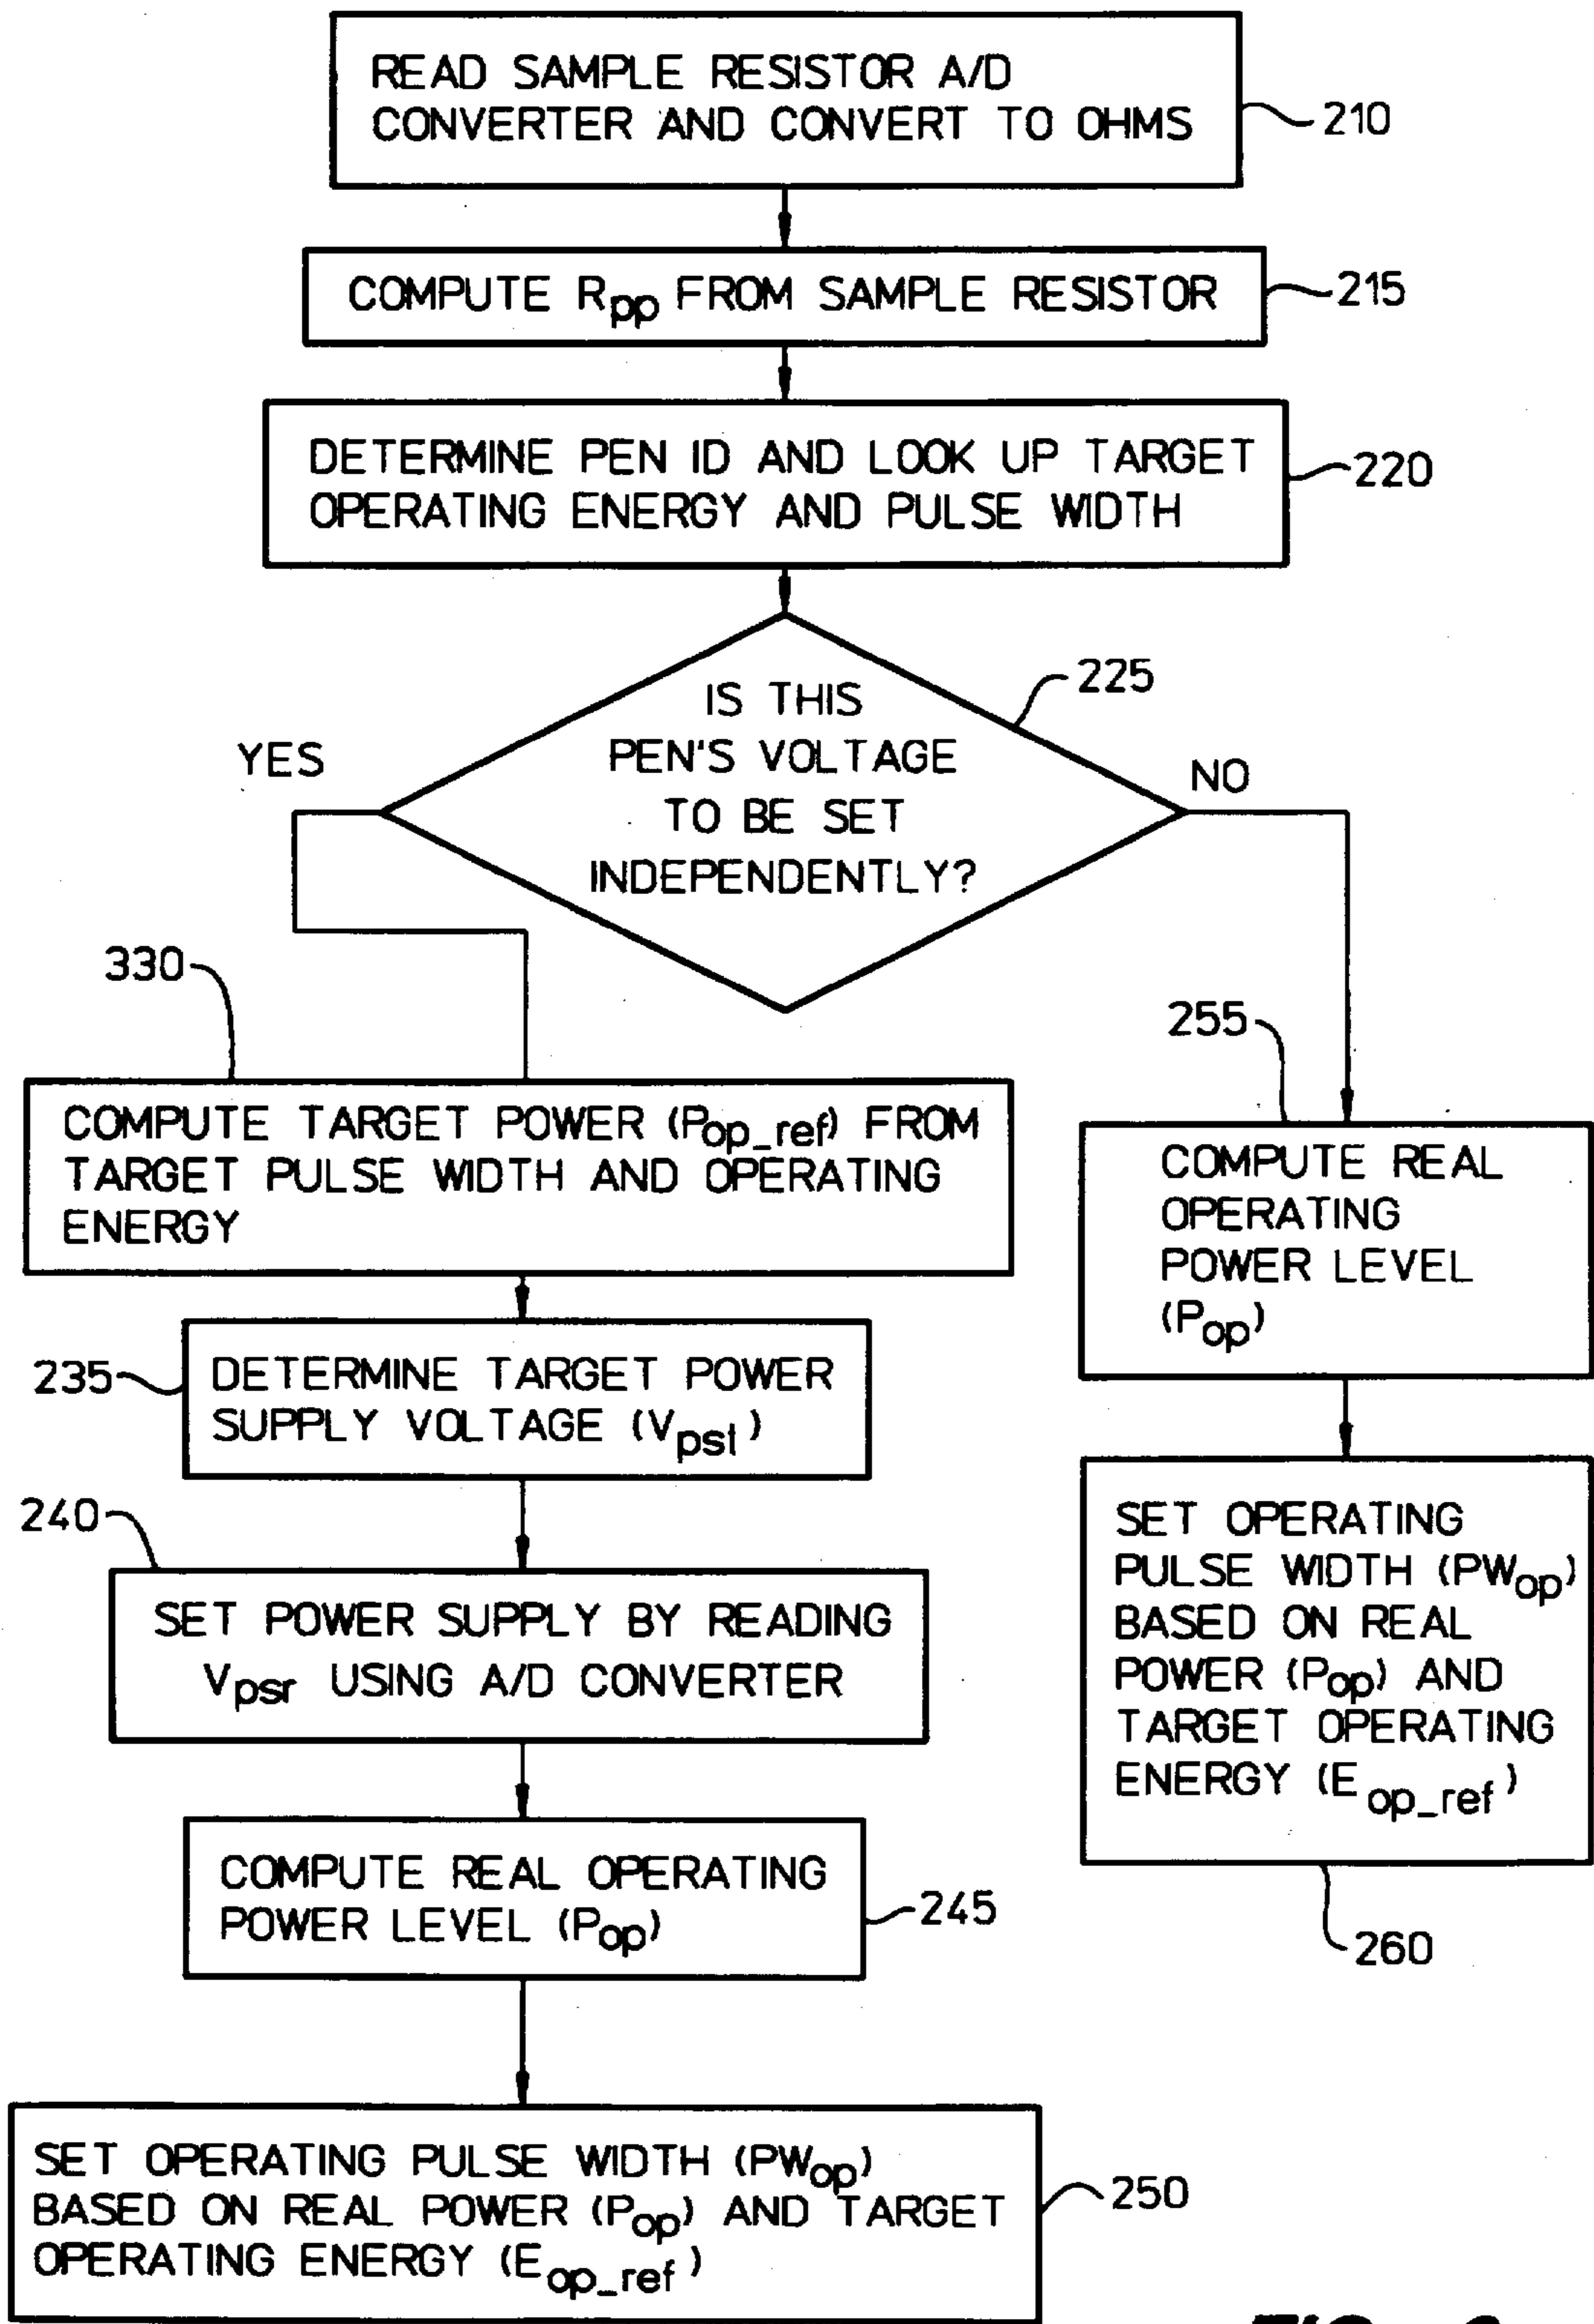 READ SAMPLE RESISTOR A/D
CONVERTER AND CONVERT TO OHMS
210
COMPUTE Rpp FROM SAMPLE RESISTOR
215
DETERMINE PEN ID AND LOOK UP TARGET
OPERATING ENERGY AND PULSE WIDTH
220
225
IS THIS
PEN'S VOLTAGE
TO BE SET
INDEPENDENTLY?
YES
NO
330
COMPUTE TARGET POWER (Pop_ref) FROM
TARGET PULSE WIDTH AND OPERATING
ENERGY
235
DETERMINE TARGET POWER
SUPPLY VOLTAGE (Vpst)
240
SET POWER SUPPLY BY READING
Vpsr USING A/D CONVERTER
COMPUTE REAL OPERATING
POWER LEVEL (Pop)
245
SET OPERATING PULSE WIDTH (PWop)
BASED ON REAL POWER (Pop) AND TARGET
OPERATING ENERGY (Eop_ref)
250
255
COMPUTE REAL
OPERATING
POWER LEVEL
(Pop)
SET OPERATING
PULSE WIDTH (PWop)
BASED ON REAL
POWER (Pop) AND
TARGET OPERATING
ENERGY (Eop_ref)
260